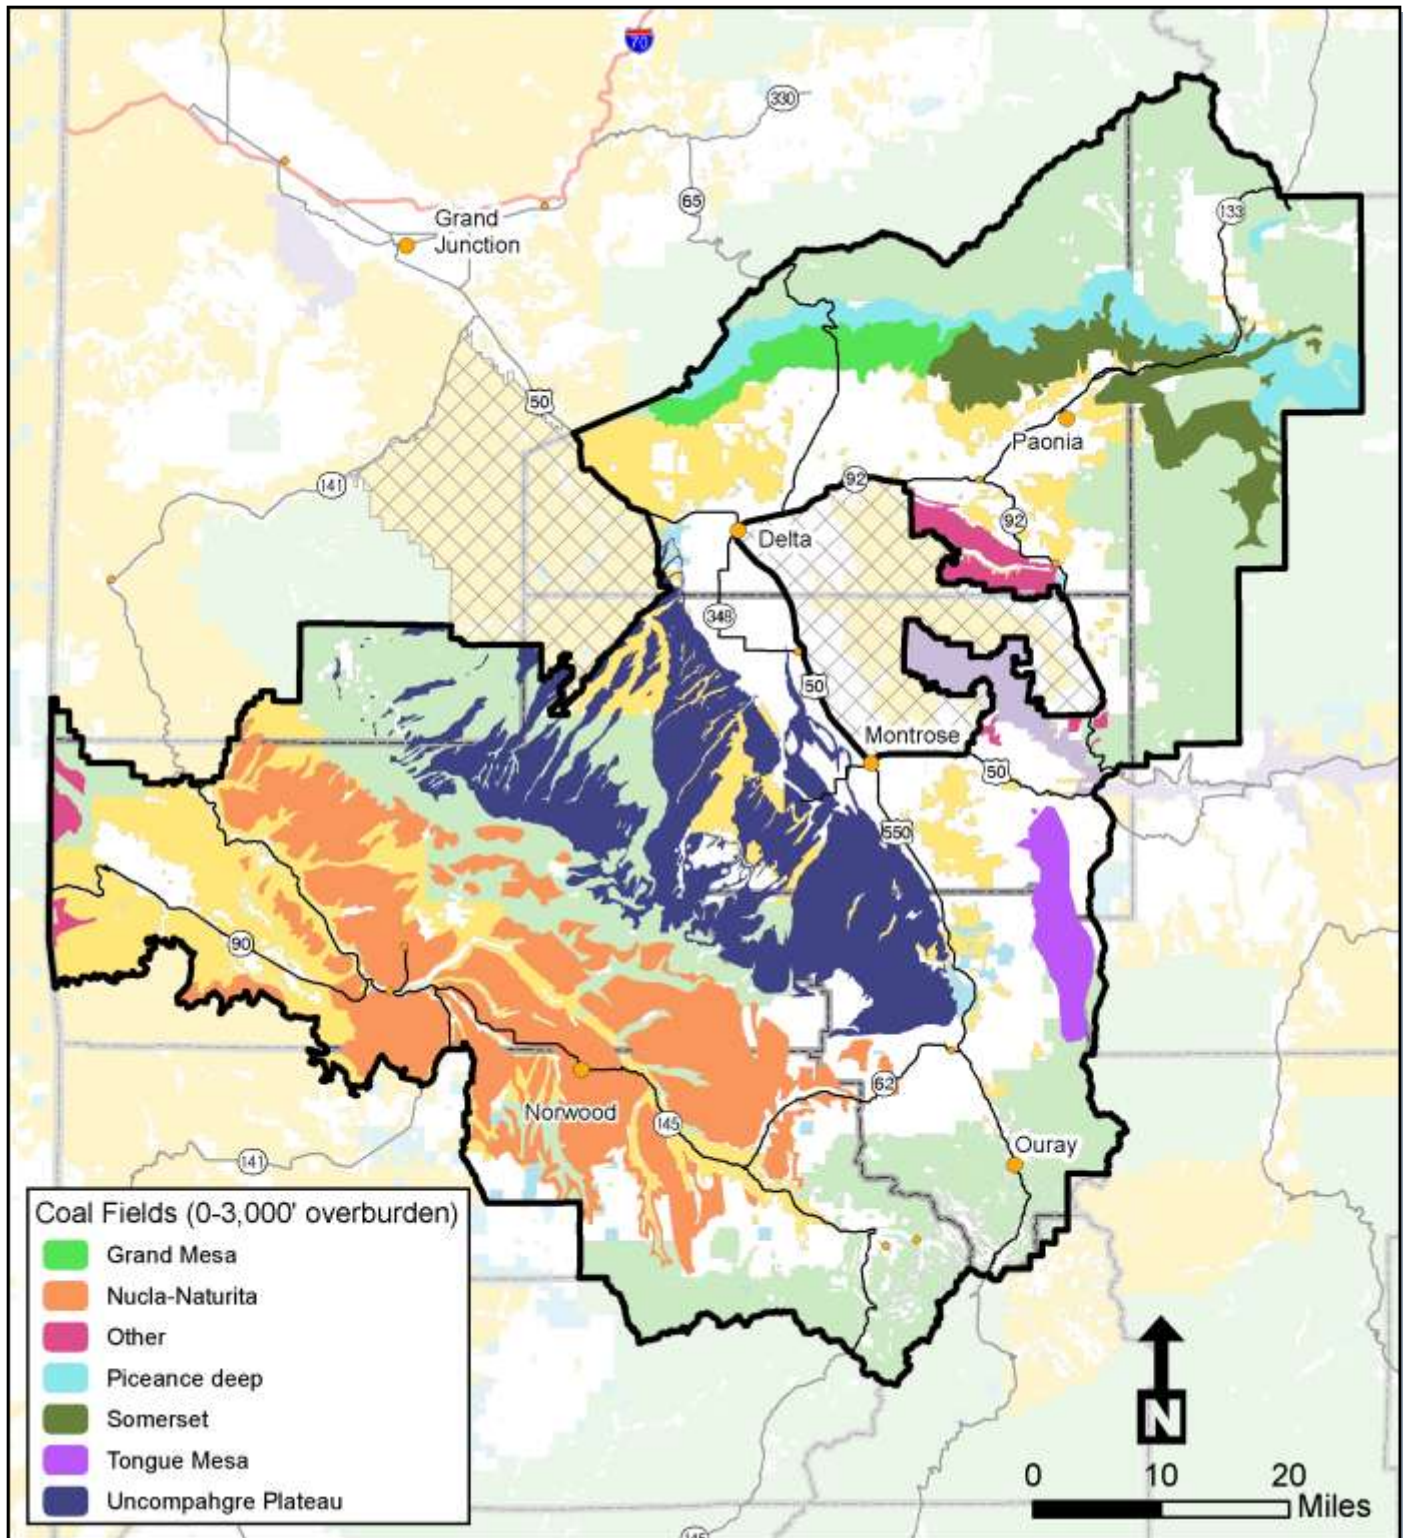 70
330
65
133
Grand
Junction
50
141
Paonia
92
92
Delta
348
50
Montrose
50
550
90
Norwood
62
145
Ouray
141
Coal Fields (0-3,000' overburden)
Grand Mesa
Nucla-Naturita
Other
Piceance deep
Somerset
Tongue Mesa
Uncompahgre Plateau
N
0 10 20
Miles
145